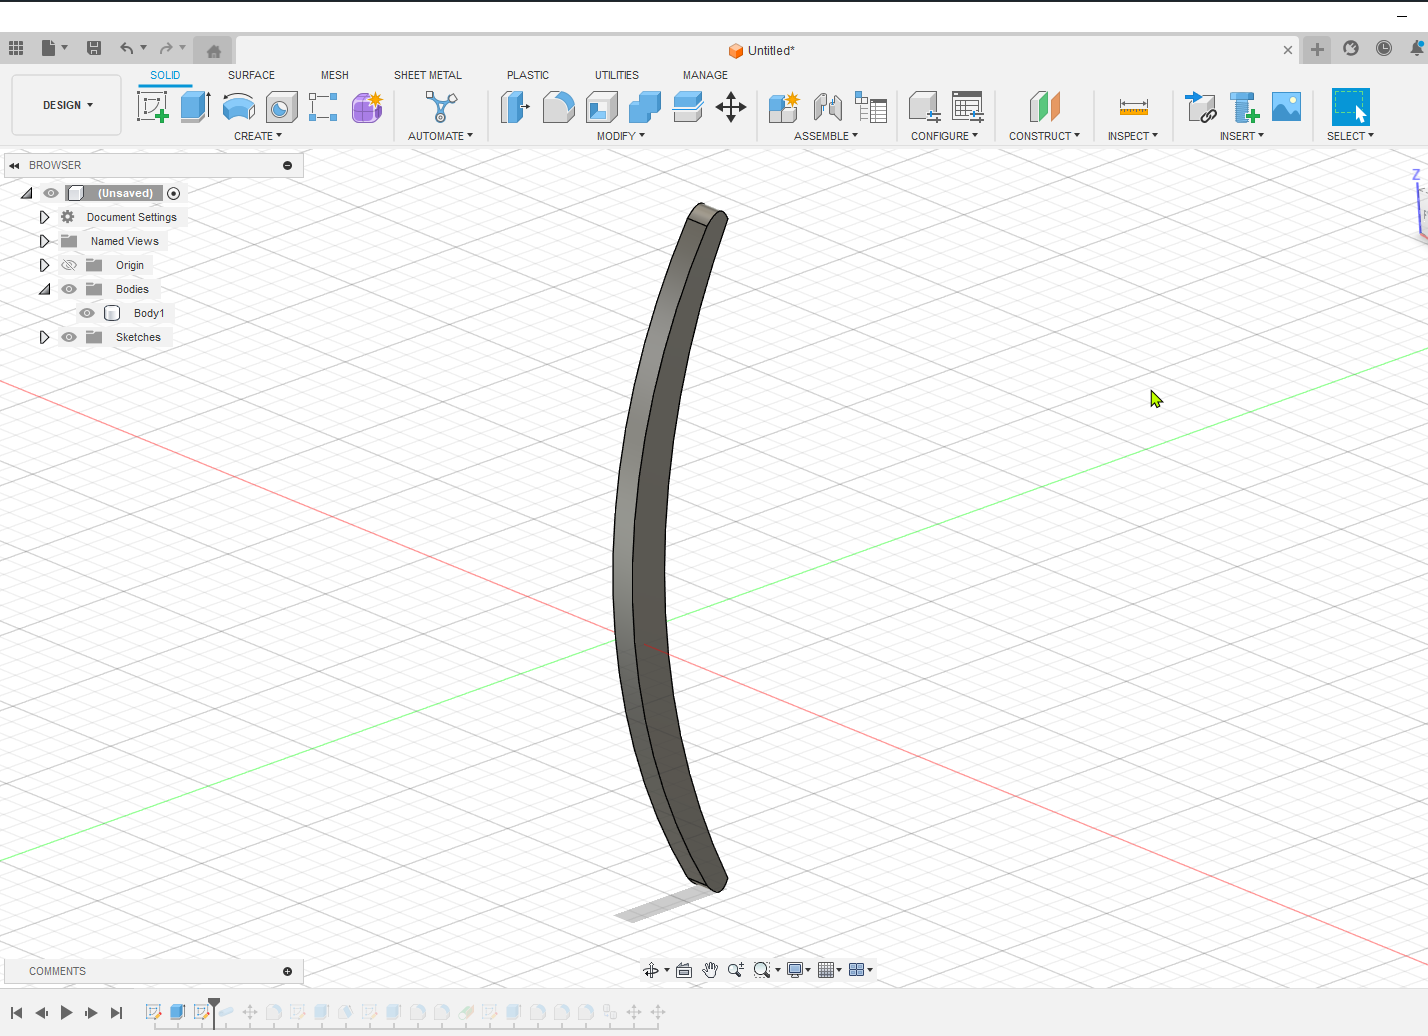 Untitled*
SOLID SURFACE MESH SHEET METAL PLASTIC UTILITIES MANAGE
DESIGN
CREATE AUTOMATE MODIFY ASSEMBLE CONFIGURE CONSTRUCT INSPECT INSERT SELECT
BROWSER
(Unsaved)
Document Settings
Named Views
Origin
Bodies
Body1
Sketches
Z
COMMENTS